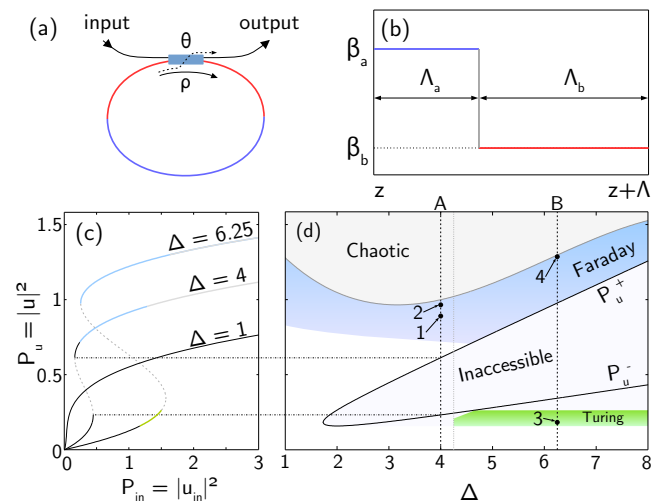 (a)
input
output
θ
ρ
(b)
βₐ
Λₐ
Λ_b
β_b
z
z+Λ
(c)
P_u = |u|²
1.5
1
0.5
0
Δ = 6.25
Δ = 4
Δ = 1
0
1
2
3
P_in = |u_in|²
(d)
A
B
Chaotic
Faraday
4
2
1
P_u⁺
Inaccessible
P_u⁻
Turing
3
1
2
3
4
5
6
7
8
Δ